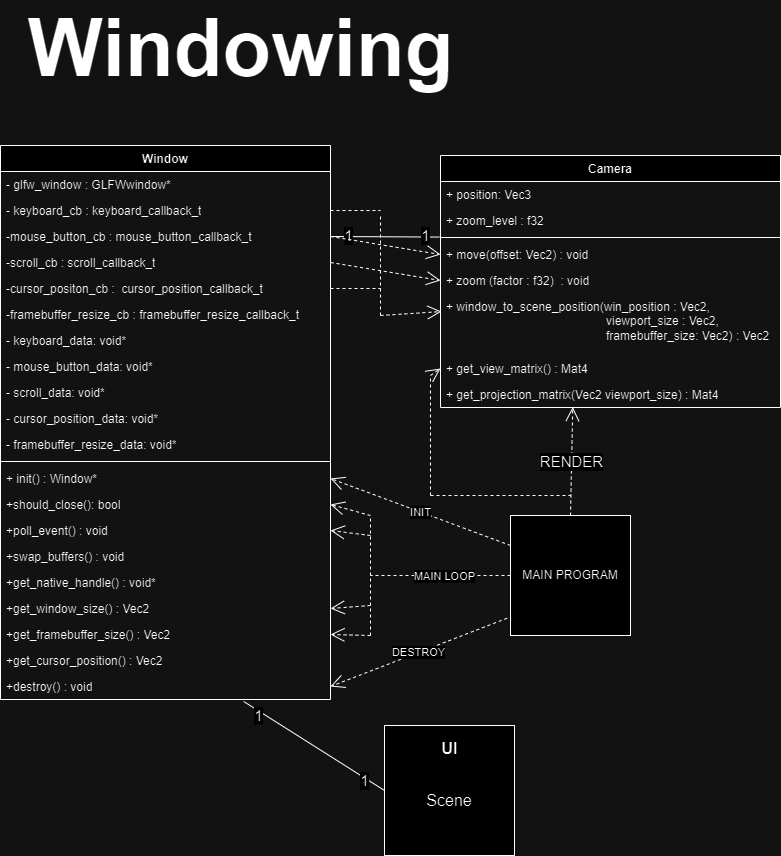 Windowing
Window
- glfw_window : GLFWwindow*
- keyboard_cb : keyboard_callback_t
-mouse_button_cb : mouse_button_callback_t
-scroll_cb : scroll_callback_t
-cursor_positon_cb : cursor_position_callback_t
-framebuffer_resize_cb : framebuffer_resize_callback_t
- keyboard_data: void*
- mouse_button_data: void*
- scroll_data: void*
- cursor_position_data: void*
- framebuffer_resize_data: void*
+ init() : Window*
+should_close(): bool
+poll_event() : void
+swap_buffers() : void
+get_native_handle() : void*
+get_window_size() : Vec2
+get_framebuffer_size() : Vec2
+get_cursor_position() : Vec2
+destroy() : void
1
1
Camera
+ position: Vec3
+ zoom_level : f32
+ move(offset: Vec2) : void
+ zoom (factor : f32) : void
+ window_to_scene_position(win_position : Vec2,
viewport_size : Vec2,
framebuffer_size: Vec2) : Vec2
+ get_view_matrix() : Mat4
+ get_projection_matrix(Vec2 viewport_size) : Mat4
RENDER
INIT
MAIN LOOP
MAIN PROGRAM
DESTROY
1
1
UI
Scene